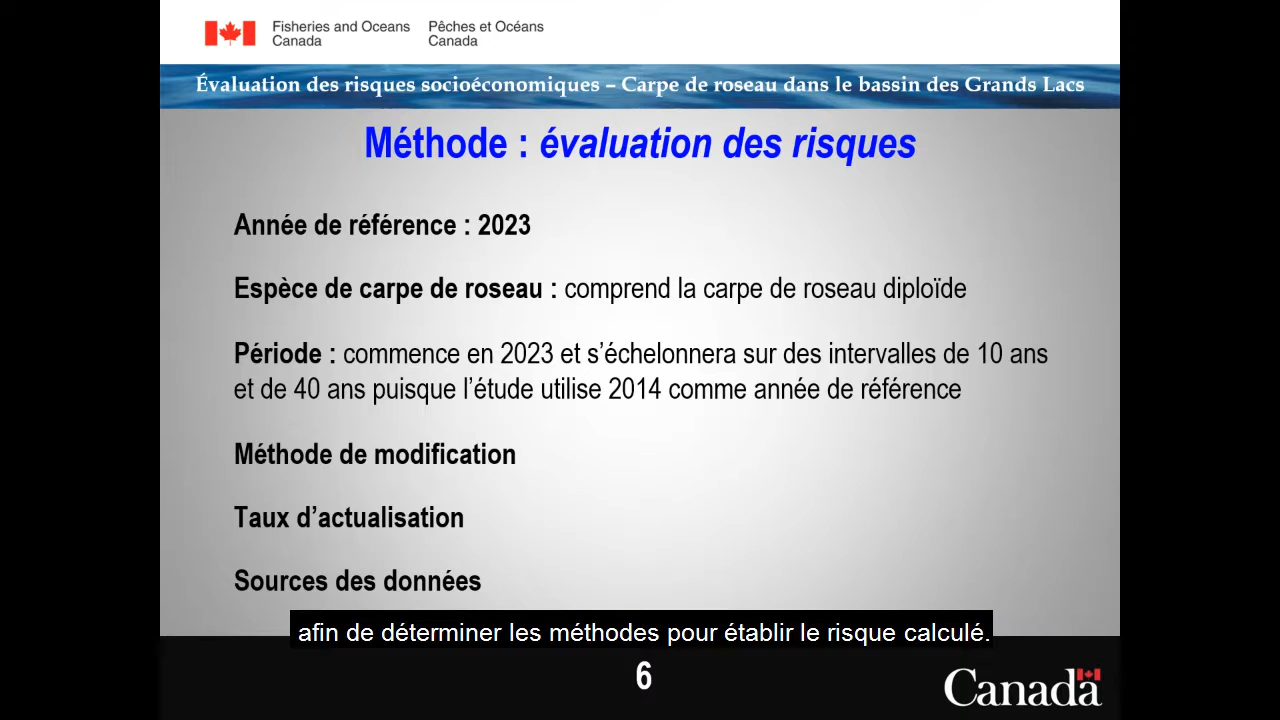 Fisheries and Oceans
Canada
Pêches et Océans
Canada
Évaluation des risques socioéconomiques – Carpe de roseau dans le bassin des Grands Lacs
Méthode : évaluation des risques
Année de référence : 2023
Espèce de carpe de roseau : comprend la carpe de roseau diploïde
Période : commence en 2023 et s’échelonnera sur des intervalles de 10 ans
et de 40 ans puisque l’étude utilise 2014 comme année de référence
Méthode de modification
Taux d’actualisation
Sources des données
afin de déterminer les méthodes pour établir le risque calculé.
6
Canada